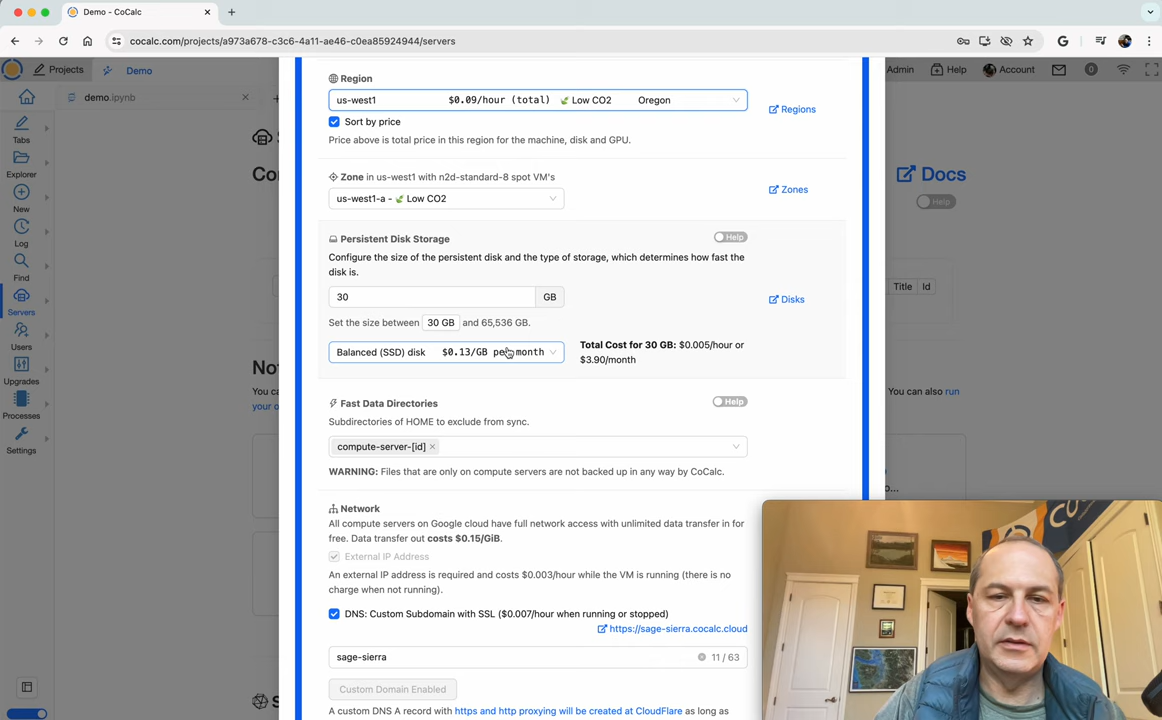 Demo - CoCalc
cocalc.com/projects/a973a678-c3c6-4a11-ae46-c0ea85924944/servers
Projects
Demo
Admin
Help
Account
0
demo.ipynb
Tabs
Explorer
New
Log
Find
Servers
Users
Upgrades
Processes
Settings
Docs
Help
Title Id
You can also run
Region
us-west1 $0.09/hour (total) Low CO2 Oregon
Regions
Sort by price
Price above is total price in this region for the machine, disk and GPU.
Zone in us-west1 with n2d-standard-8 spot VM's
Zones
us-west1-a - Low CO2
Persistent Disk Storage
Help
Configure the size of the persistent disk and the type of storage, which determines how fast the
disk is.
30 GB
Disks
Set the size between 30 GB and 65,536 GB.
Balanced (SSD) disk $0.13/GB per month
Total Cost for 30 GB: $0.005/hour or
$3.90/month
Fast Data Directories
Help
Subdirectories of HOME to exclude from sync.
compute-server-[id]
WARNING: Files that are only on compute servers are not backed up in any way by CoCalc.
Network
All compute servers on Google cloud have full network access with unlimited data transfer in for
free. Data transfer out costs $0.15/GiB.
External IP Address
An external IP address is required and costs $0.003/hour while the VM is running (there is no
charge when not running).
DNS: Custom Subdomain with SSL ($0.007/hour when running or stopped)
https://sage-sierra.cocalc.cloud
sage-sierra 11 / 63
Custom Domain Enabled
A custom DNS A record with https and http proxying will be created at CloudFlare as long as